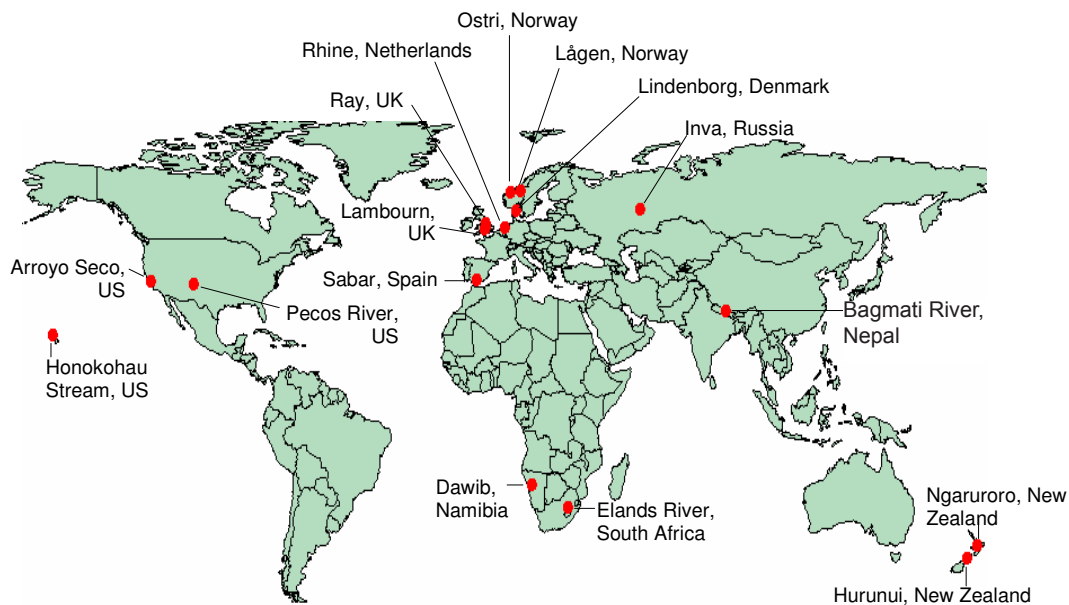 Ostri, Norway
Rhine, Netherlands
Lågen, Norway
Lindenborg, Denmark
Ray, UK
Inva, Russia
Lambourn,
UK
Arroyo Seco,
US
Sabar, Spain
Pecos River,
US
Bagmati River,
Nepal
Honokohau
Stream, US
Dawib,
Namibia
Elands River,
South Africa
Ngaruroro, New
Zealand
Hurunui, New Zealand